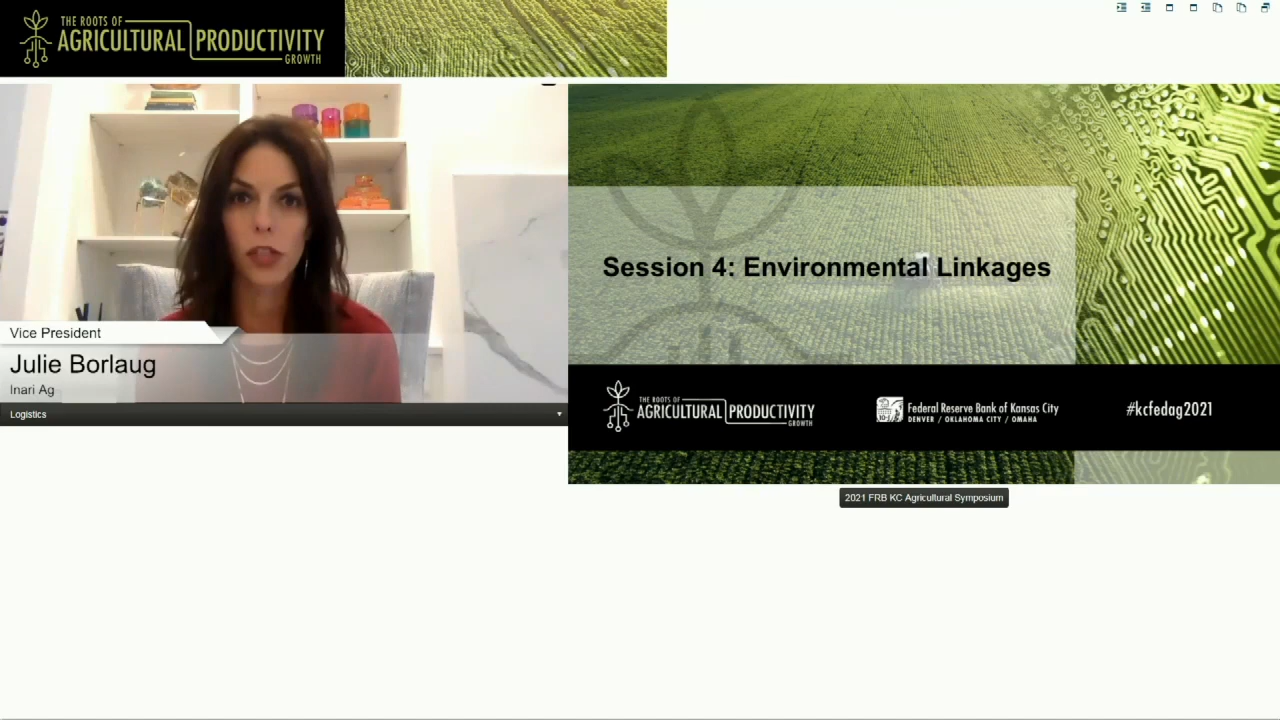 THE ROOTS OF
AGRICULTURAL PRODUCTIVITY
GROWTH
Vice President
Julie Borlaug
Inari Ag
Logistics
Session 4: Environmental Linkages
THE ROOTS OF
AGRICULTURAL PRODUCTIVITY
GROWTH
Federal Reserve Bank of Kansas City
DENVER / OKLAHOMA CITY / OMAHA
#kcfedag2021
2021 FRB KC Agricultural Symposium